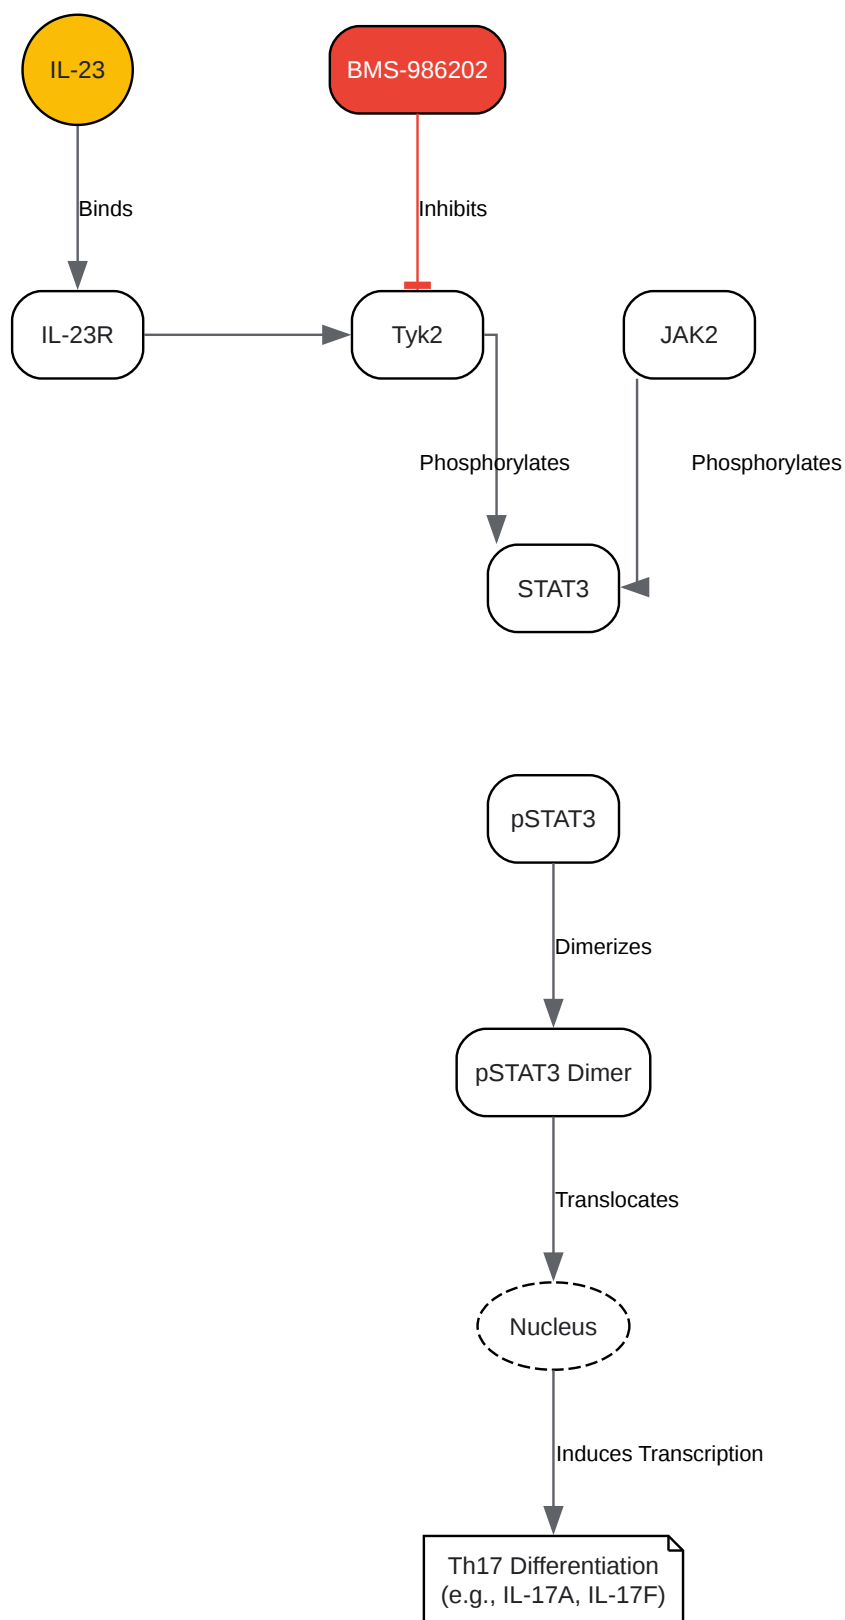 IL-23
BMS-986202
Binds
Inhibits
IL-23R
Tyk2
JAK2
Phosphorylates
Phosphorylates
STAT3
pSTAT3
Dimerizes
pSTAT3 Dimer
Translocates
Nucleus
Induces Transcription
Th17 Differentiation
(e.g., IL-17A, IL-17F)